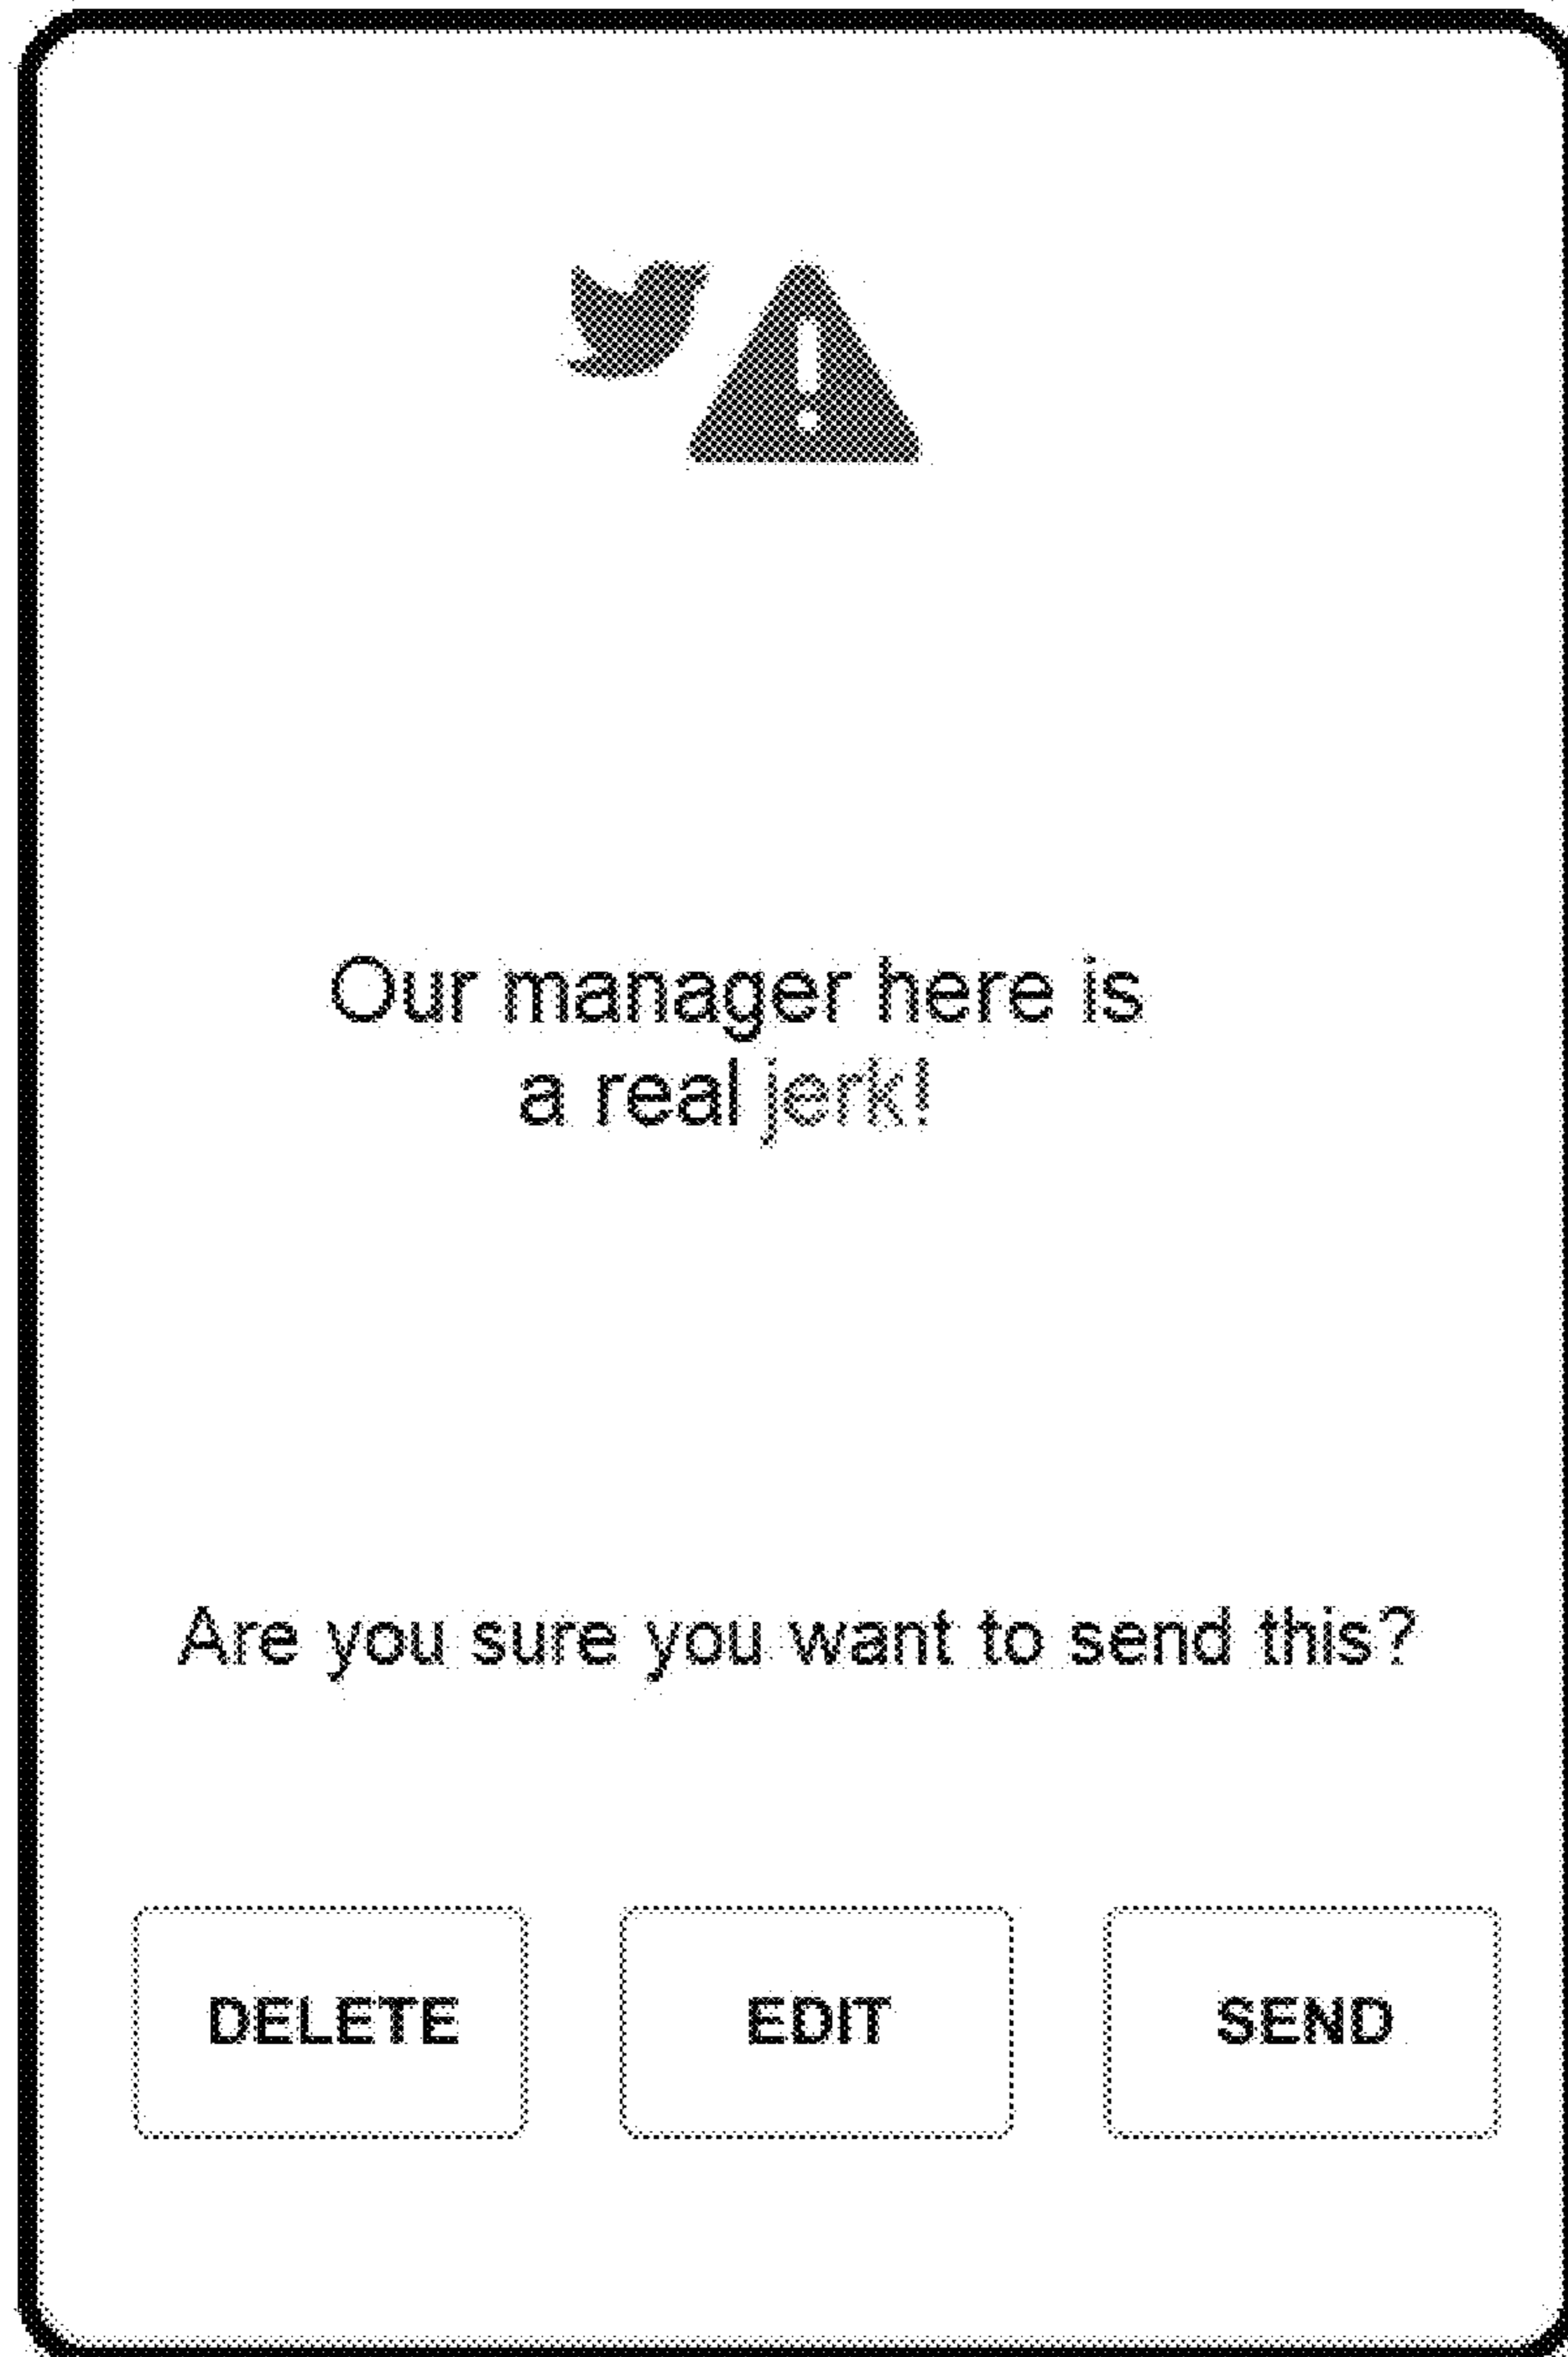 Our manager here is
a real jerk!
Are you sure you want to send this?
DELETE EDIT SEND